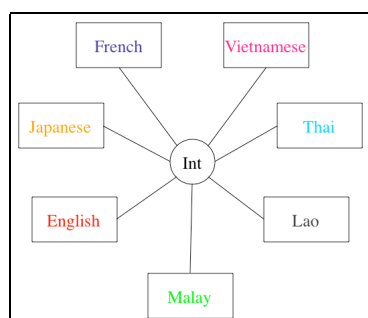 French
Vietnamese
Japanese
Thai
Int
English
Lao
Malay